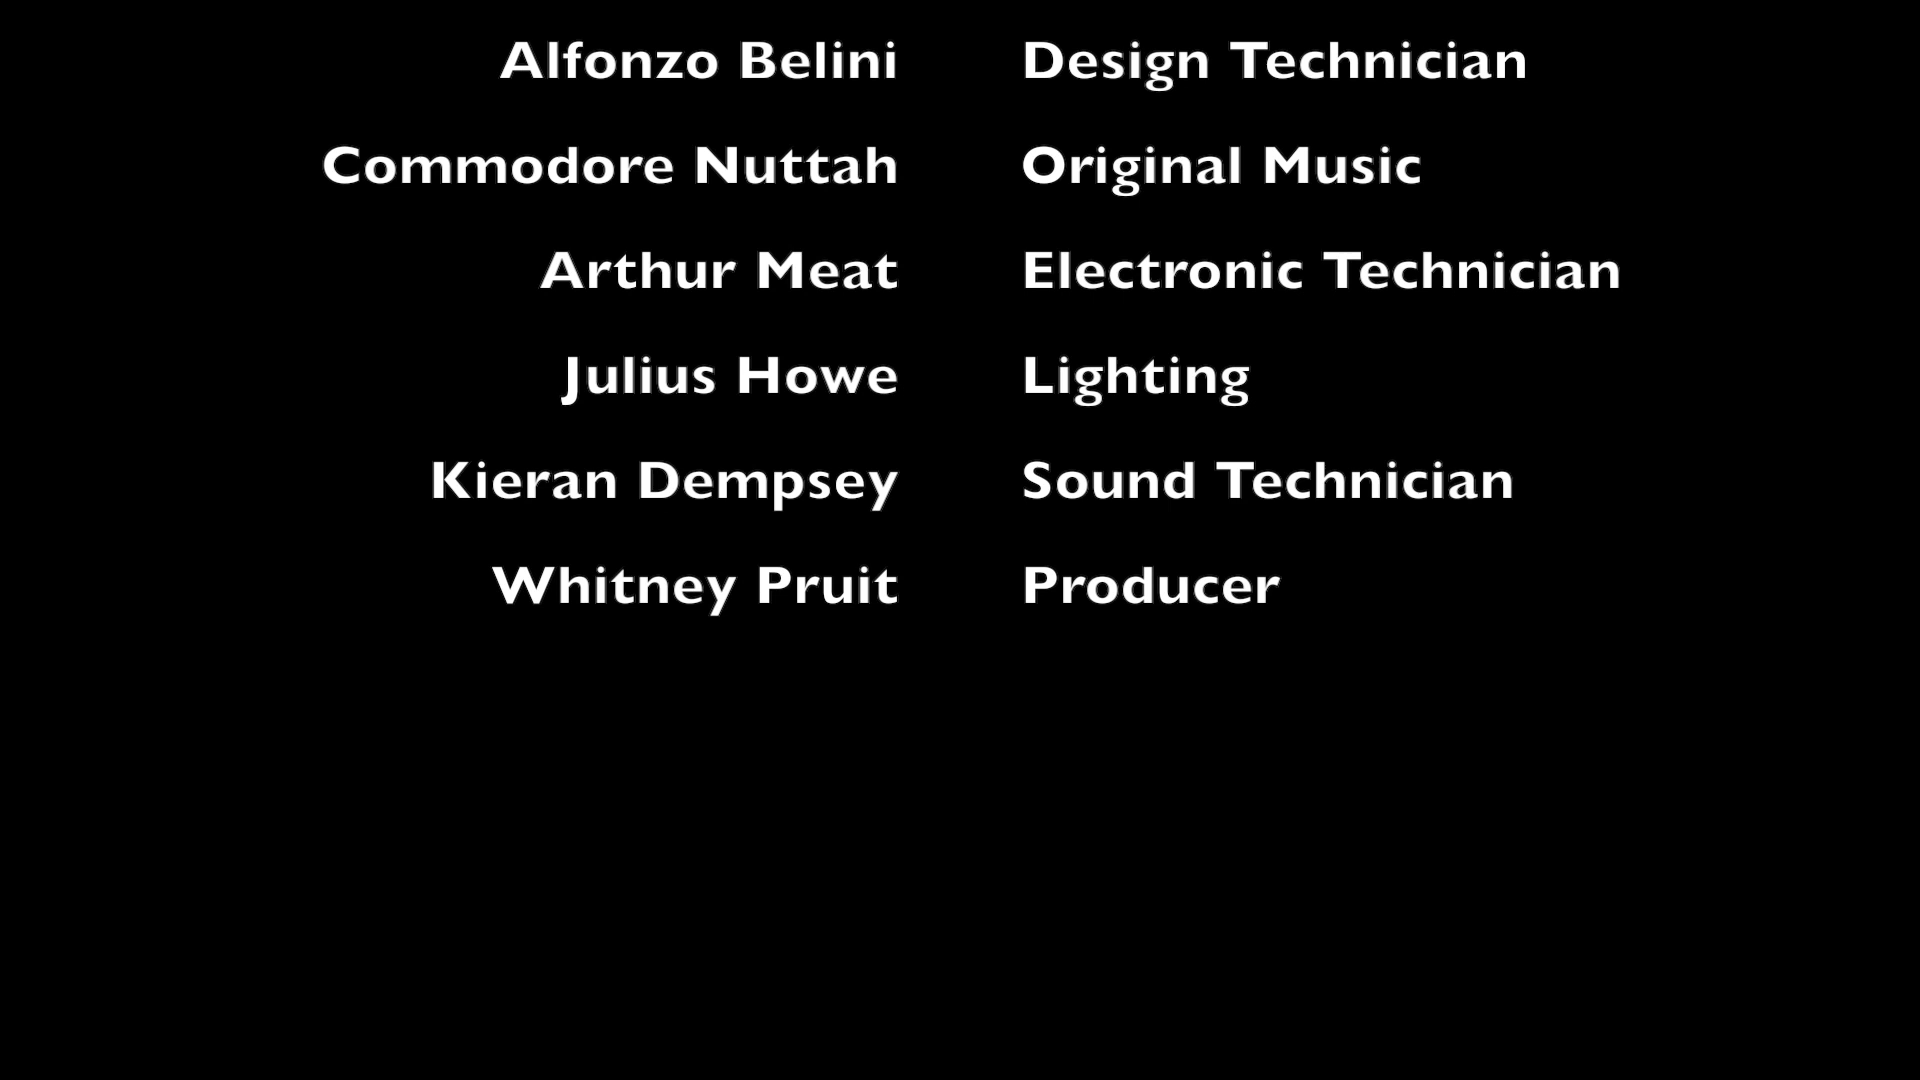 Alfonzo Belini Design Technician
Commodore Nuttah Original Music
Arthur Meat Electronic Technician
Julius Howe Lighting
Kieran Dempsey Sound Technician
Whitney Pruit Producer